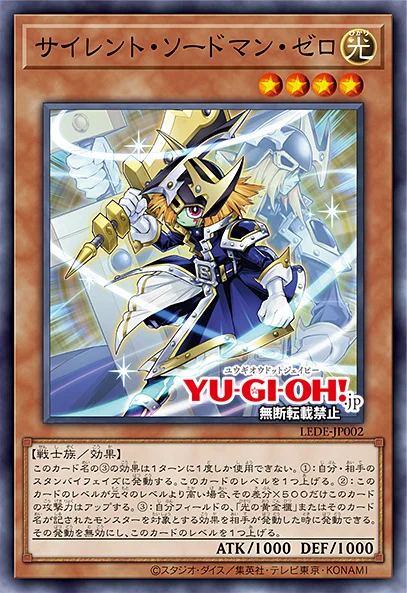 サイレント・ソードマン・ゼロ
ひかり
光
ユウギオウドットジェイピー
YU-GI-OH!.jp
無断転載禁止
LEDE-JP002
【戦士族／効果】
このカード名の③の効果は1ターンに1度しか使用できない。①：自分・相手の
スタンバイフェイズに発動する。このカードのレベルを1つ上げる。②：この
カードのレベルが元々のレベルより高い場合、その差分×500だけこのカード
の攻撃力はアップする。③：自分フィールドの、「光の黄金櫃」またはそのカード
名が記されたモンスターを対象とする効果を相手が発動した時に発動できる。
その発動を無効にし、このカードのレベルを1つ上げる。
ATK/1000 DEF/1000
©スタジオ・ダイス／集英社・テレビ東京・KONAMI